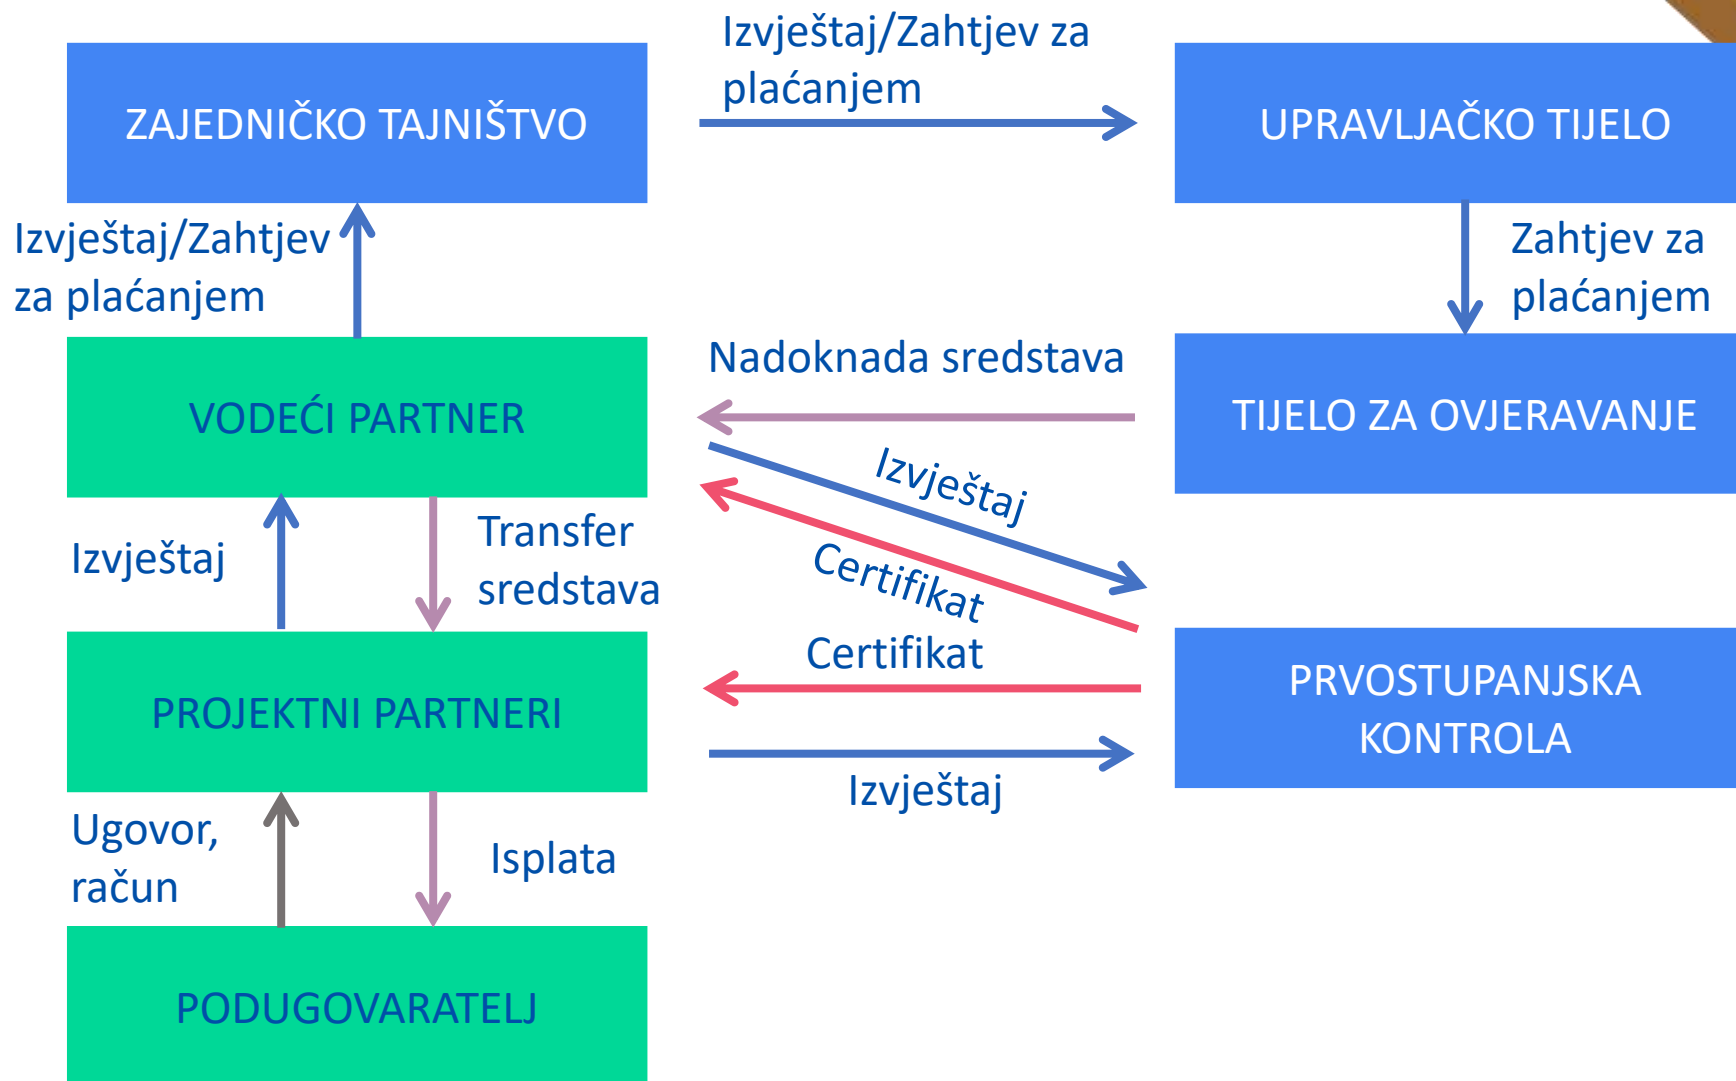 Izvještaj/Zahtjev za
plaćanjem
ZAJEDNIČKO TAJNIŠTVO
UPRAVLJAČKO TIJELO
Izvještaj/Zahtjev
za plaćanjem
Zahtjev za
plaćanjem
Nadoknada sredstava
VODEĆI PARTNER
TIJELO ZA OVJERAVANJE
Izvještaj
Izvještaj
Transfer
sredstava
Certifikat
Certifikat
PROJEKTNI PARTNERI
PRVOSTUPANJSKA
KONTROLA
Izvještaj
Ugovor,
račun
Isplata
PODUGOVARATELJ